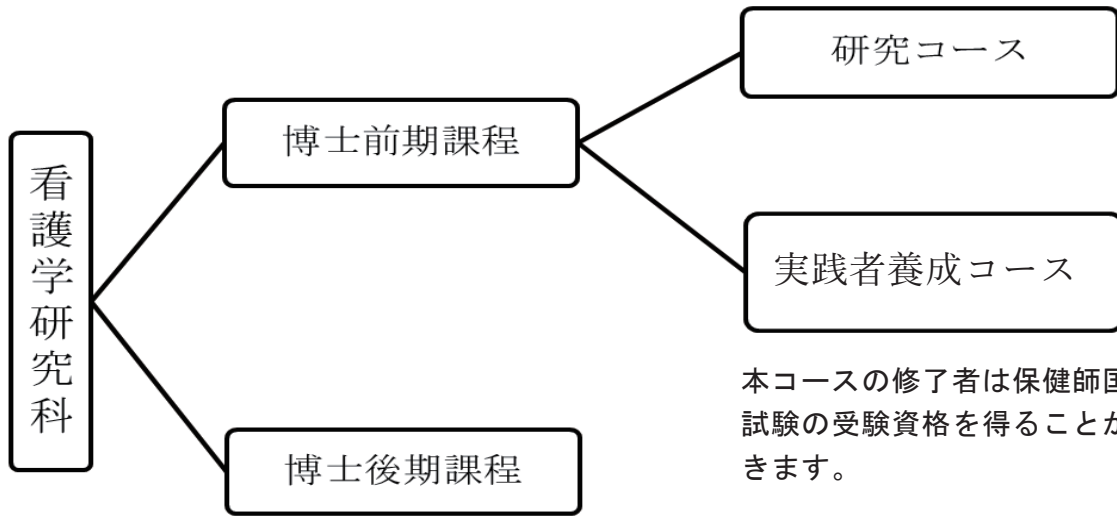 看護学研究科
博士前期課程
研究コース
実践者養成コース
本コースの修了者は保健師国
試験の受験資格を得ることが
きます。
博士後期課程